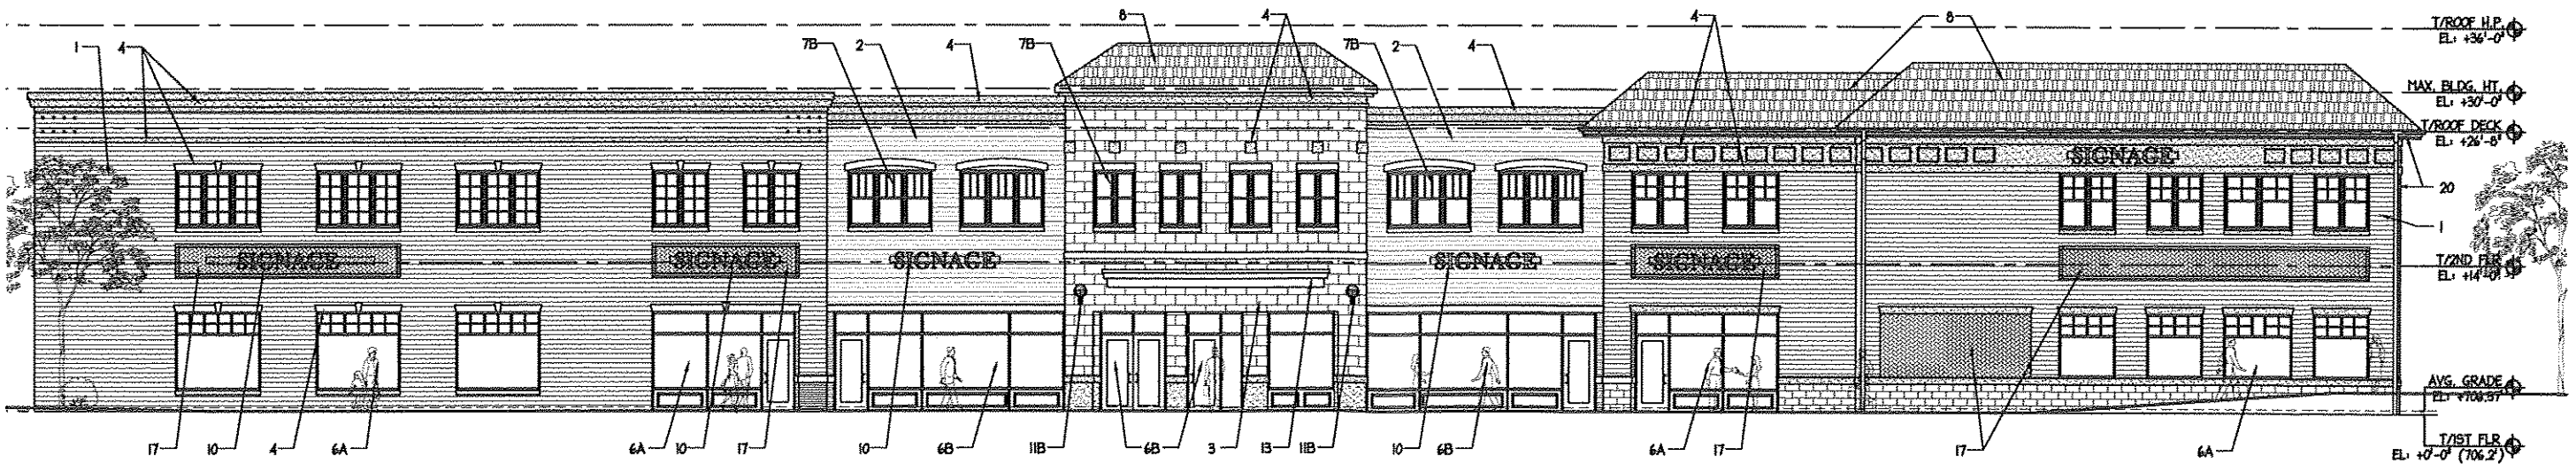 8 4 4 8 T/ROOF H.P.
EL: +36'-0"
1 4 7B 2 4 7B 7B 2 4
MAX. BLDG. HT.
EL: +30'-0"
T/ROOF DECK
EL: +26'-8"
SIGNAGE
20
1
SIGNAGE SIGNAGE SIGNAGE SIGNAGE SIGNAGE
T/2ND FLR
EL: +14'-0"
AVG. GRADE
EL: +706.97'
17 10 4 6A 6A 10 17 10 6B 11B 6B 3 13 11B 10 6B 6A 17 17 6A
T/1ST FLR
EL: +0'-0" (706.2')